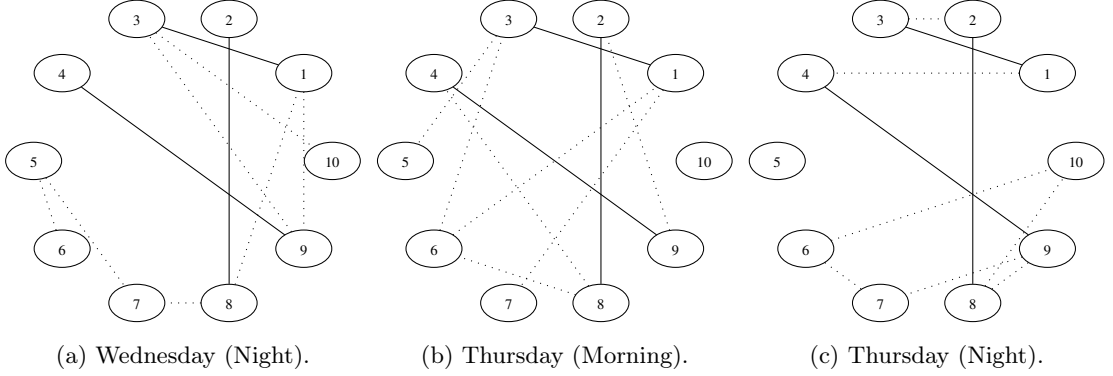 3 2 3 2 3 2
4 1 4 1 4 1
5 10 5 10 5 10
6 9 6 9 6 9
7 8 7 8 7 8
(a) Wednesday (Night). (b) Thursday (Morning). (c) Thursday (Night).